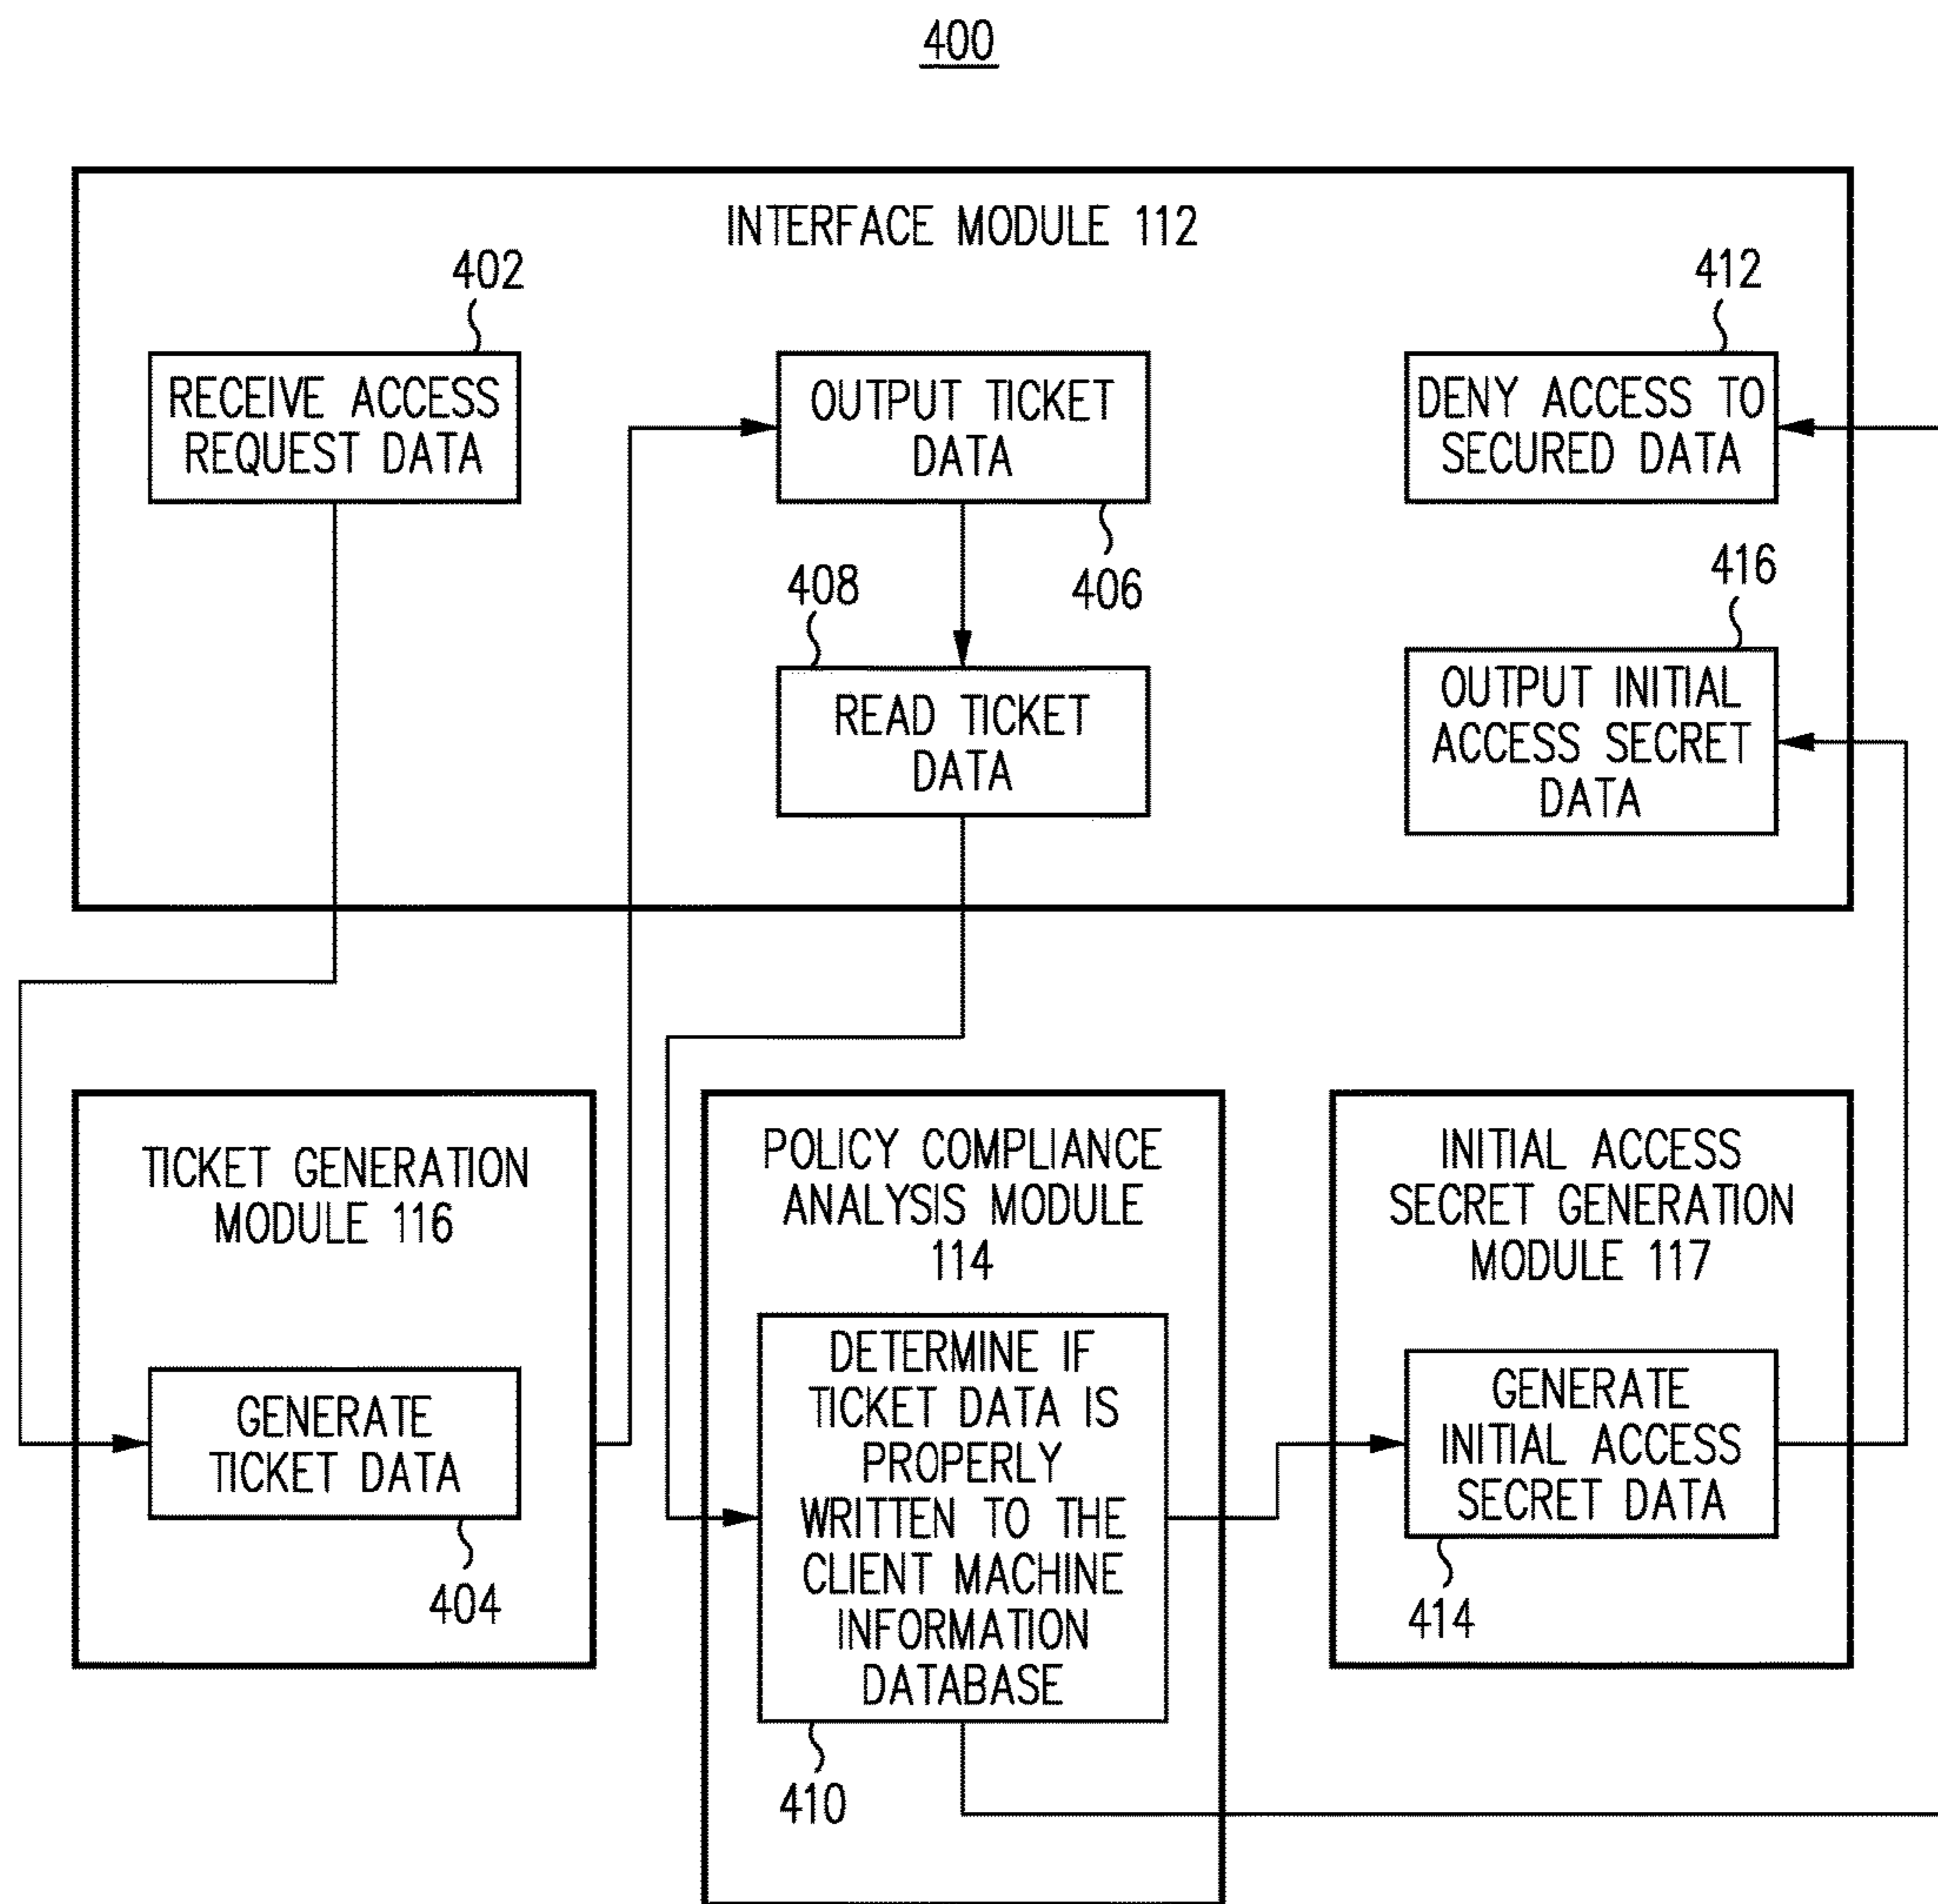 400
INTERFACE MODULE 112
402
RECEIVE ACCESS
REQUEST DATA
OUTPUT TICKET
DATA
406
408
READ TICKET
DATA
412
DENY ACCESS TO
SECURED DATA
416
OUTPUT INITIAL
ACCESS SECRET
DATA
TICKET GENERATION
MODULE 116
GENERATE
TICKET DATA
404
POLICY COMPLIANCE
ANALYSIS MODULE
114
DETERMINE IF
TICKET DATA IS
PROPERLY
WRITTEN TO THE
CLIENT MACHINE
INFORMATION
DATABASE
410
INITIAL ACCESS
SECRET GENERATION
MODULE 117
GENERATE
INITIAL ACCESS
SECRET DATA
414